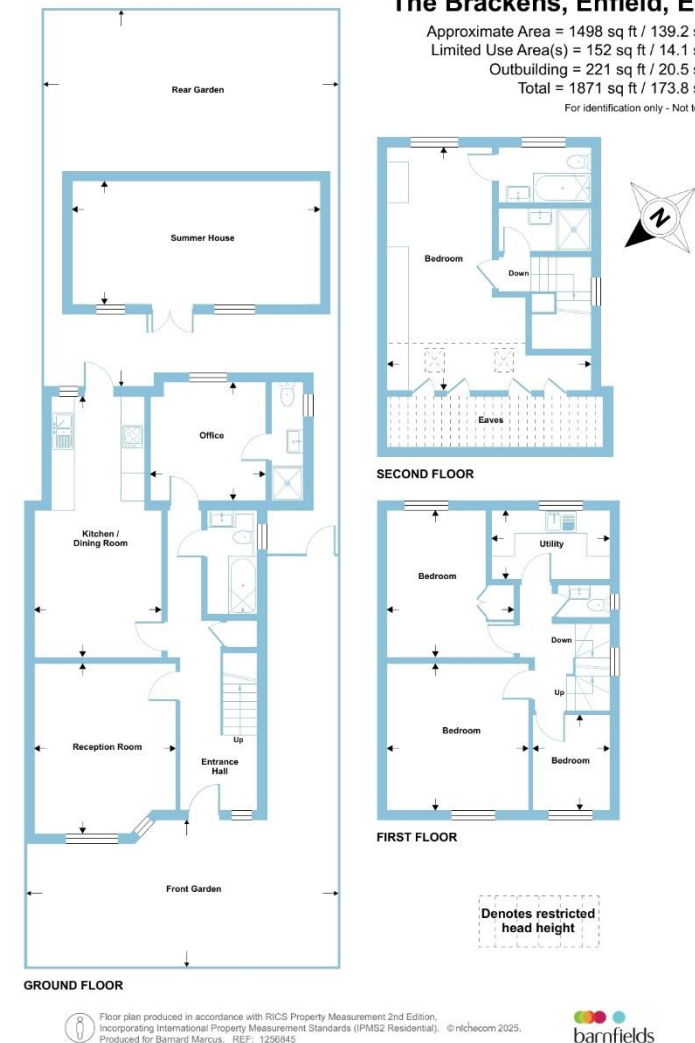 The Brackens, Enfield, E
Approximate Area = 1498 sq ft / 139.2 s
Limited Use Area(s) = 152 sq ft / 14.1 s
Outbuilding = 221 sq ft / 20.5 s
Total = 1871 sq ft / 173.8 s
For identification only - Not t
Rear Garden
Summer House
Office
Kitchen /
Dining Room
Reception Room
Up
Entrance
Hall
Front Garden
GROUND FLOOR
N
Bedroom
Down
Eaves
SECOND FLOOR
Utility
Bedroom
Down
Up
Bedroom
Bedroom
FIRST FLOOR
Denotes restricted
head height
Floor plan produced in accordance with RICS Property Measurement 2nd Edition,
Incorporating International Property Measurement Standards (IPMS2 Residential). © nichecom 2025.
Produced for Barnard Marcus. REF: 1256845
barnfields